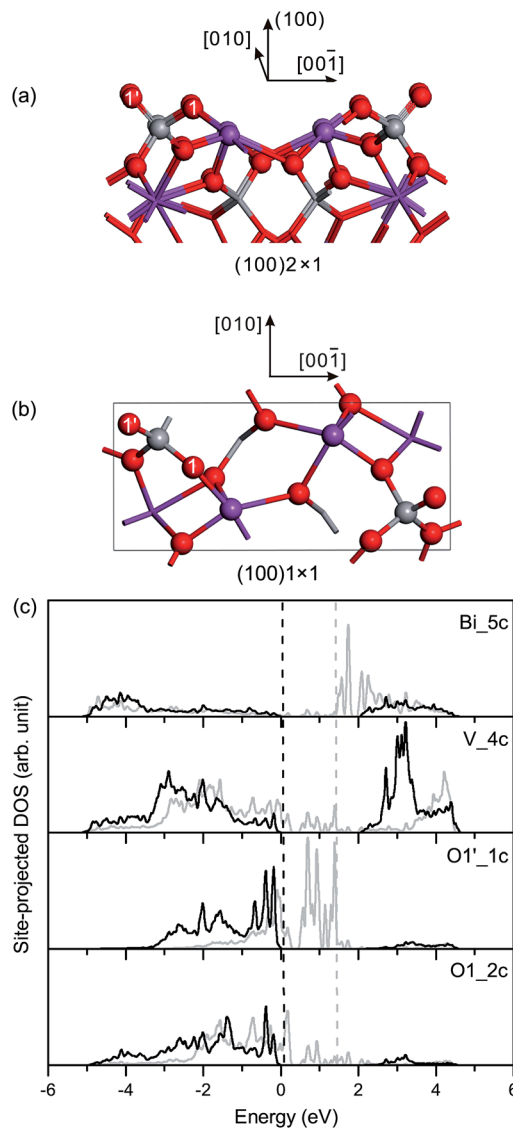 (100)
[010]
[001̄]
(a)
1' 1 1
(100)2×1
[010]
[001̄]
(b)
1'
1
(100)1×1
(c)
Bi_5c
V_4c
O1'_1c
O1_2c
Site-projected DOS (arb. unit)
-6 -4 -2 0 2 4 6
Energy (eV)